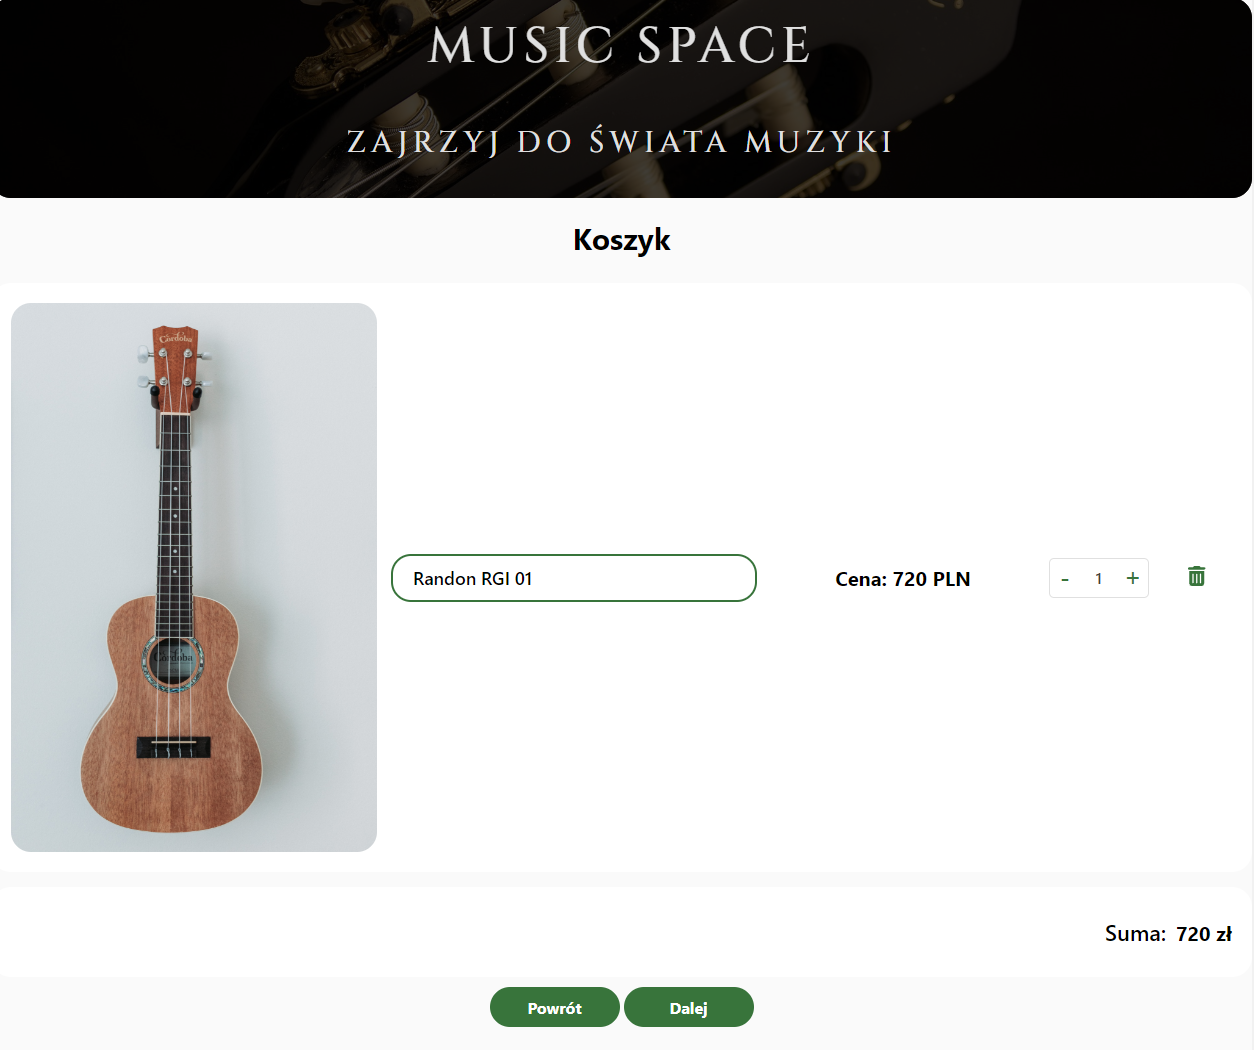 MUSIC SPACE
ZAJRZYJ DO ŚWIATA MUZYKI
Koszyk
Cordoba
Cordoba
Randon RGI 01
Cena: 720 PLN
- 1 +
Suma: 720 zł
Powrót
Dalej